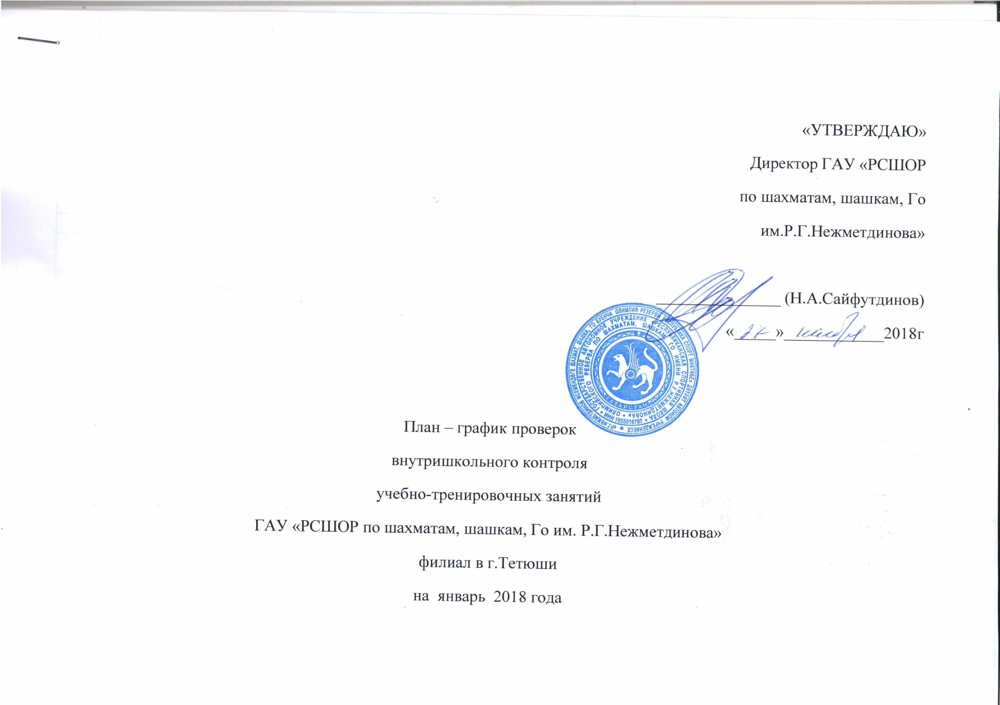 «УТВЕРЖДАЮ»
Директор ГАУ «РСШОР
по шахматам, шашкам, Го
им.Р.Г.Нежметдинова»
(Н.А.Сайфутдинов)
«27» ноября 2018г
«Р.Г.НӘЖМЕТДИНОВ ИСЕМЕНДӘГЕ ШАХМАТ, ШАШКА, ГО БУЕНЧА ОЛИМПИЯ РЕЗЕРВЫ РЕСПУБЛИКА СПОРТ МӘКТӘБЕ» ДӘҮЛӘТ АВТОНОМ УЧРЕЖДЕНИЕСЕ
ГОСУДАРСТВЕННОЕ АВТОНОМНОЕ УЧРЕЖДЕНИЕ «РЕСПУБЛИКАНСКАЯ СПОРТИВНАЯ ШКОЛА
ОЛИМПИЙСКОГО РЕЗЕРВА ПО ШАХМАТАМ, ШАШКАМ, ГО ИМЕНИ Р.Г.НЕЖМЕТДИНОВА»
ИНН 1655016797
ТАТАРСТАН
План – график проверок
внутришкольного контроля
учебно-тренировочных занятий
ГАУ «РСШОР по шахматам, шашкам, Го им. Р.Г.Нежметдинова»
филиал в г.Тетюши
на январь 2018 года